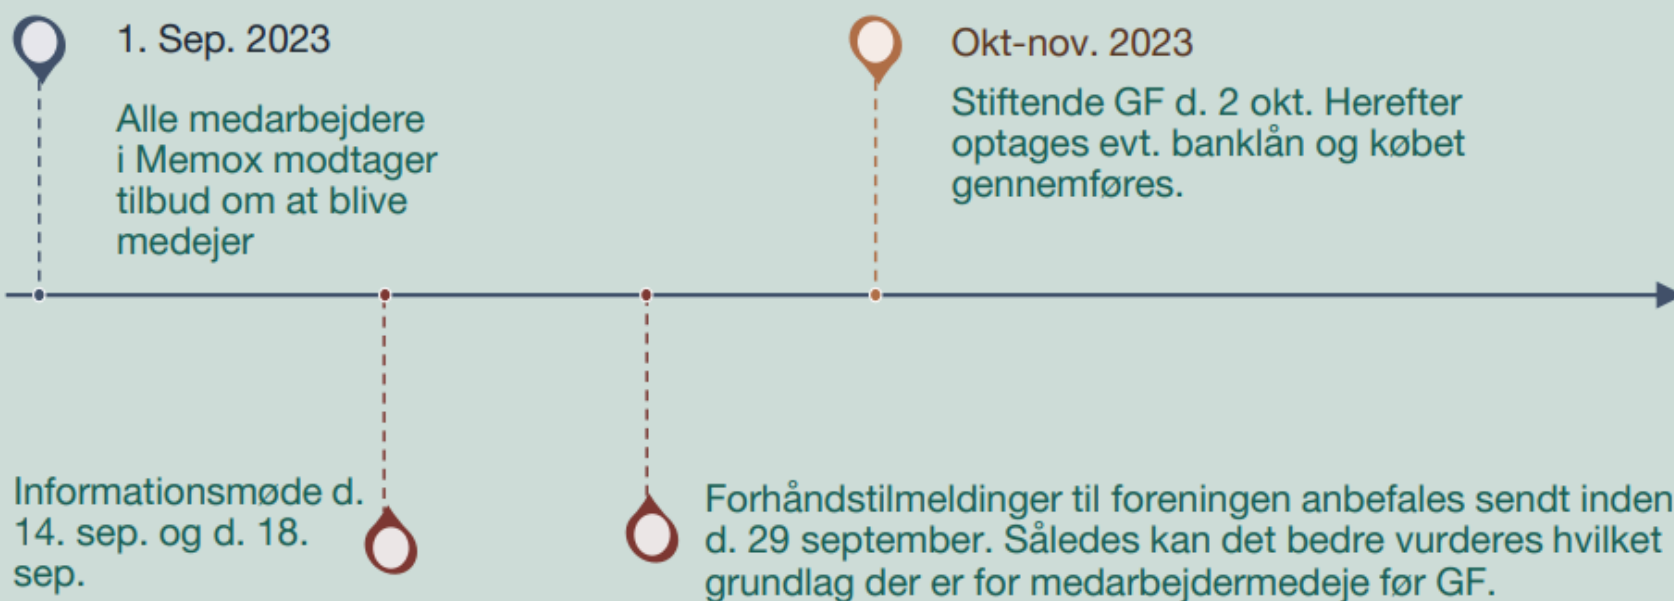 1. Sep. 2023
Alle medarbejdere
i Memox modtager
tilbud om at blive
medejer
Okt-nov. 2023
Stiftende GF d. 2 okt. Herefter
optages evt. banklån og købet
gennemføres.
Informationsmøde d.
14. sep. og d. 18.
sep.
Forhåndstilmeldinger til foreningen anbefales sendt inden
d. 29 september. Således kan det bedre vurderes hvilket
grundlag der er for medarbejdermedeje før GF.